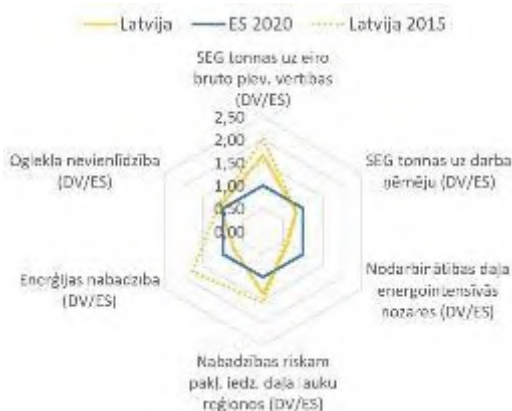 Latvija ES 2020 Latvija 2015
SEG tonnas uz eiro
bruto piev. vērtības
(DV/ES)
2,50
2,00
1,50
1,00
0,50
0,00
SEG tonnas uz darba
ņēmēju (DV/ES)
Nodarbinātības daļa
energointensīvās
nozarēs (DV/ES)
Nabadzības riskam
pakļ. iedz. daļa lauku
reģionos (DV/ES)
Enerģijas nabadzība
(DV/ES)
Oglekļa nevienlīdzība
(DV/ES)